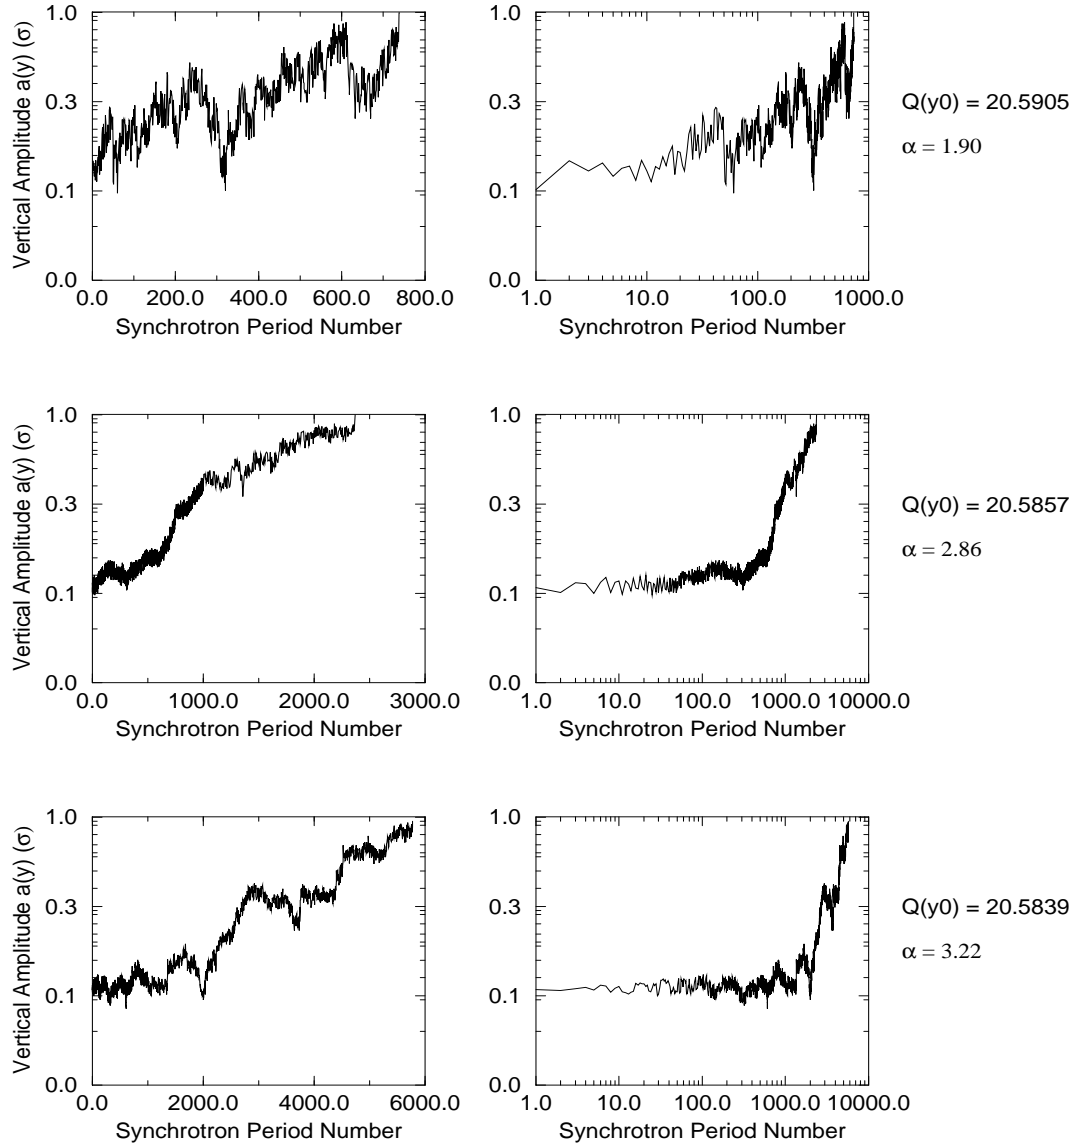 Vertical Amplitude a(y) (σ)
1.0
0.3
0.1
0.0
0.0 200.0 400.0 600.0 800.0
Synchrotron Period Number
1.0
0.3
0.1
0.0
1.0 10.0 100.0 1000.0
Synchrotron Period Number
Q(y0) = 20.5905
α = 1.90
Vertical Amplitude a(y) (σ)
1.0
0.3
0.1
0.0
0.0 1000.0 2000.0 3000.0
Synchrotron Period Number
1.0
0.3
0.1
0.0
1.0 10.0 100.0 1000.0 10000.0
Synchrotron Period Number
Q(y0) = 20.5857
α = 2.86
Vertical Amplitude a(y) (σ)
1.0
0.3
0.1
0.0
0.0 2000.0 4000.0 6000.0
Synchrotron Period Number
1.0
0.3
0.1
0.0
1.0 10.0 100.0 1000.0 10000.0
Synchrotron Period Number
Q(y0) = 20.5839
α = 3.22